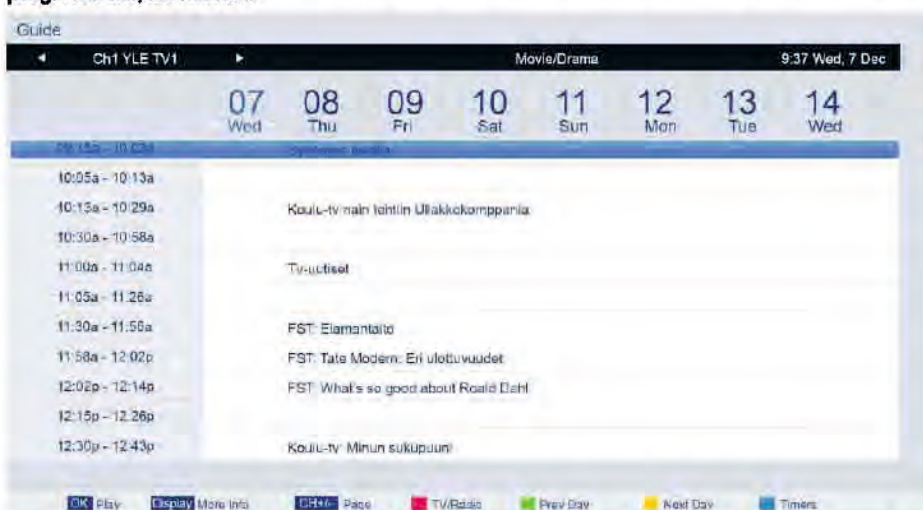 Guide
Ch1 YLE TV1 Movie/Drama 9:37 Wed, 7 Dec
07 08 09 10 11 12 13 14
Wed Thu Fri Sat Sun Mon Tue Wed
10:05a - 10:13a
10:13a - 10:29a Koulu-tv nain tehtiin Ullakkokomppania
10:30a - 10:58a
11:00a - 11:04a Tv-uutiset
11:05a - 11:26a
11:30a - 11:56a FST: Elamantaito
11:58a - 12:02p FST: Tate Modern: Eri ulottuvuudet
12:02p - 12:14p FST: What's so good about Roald Dahl
12:15p - 12:26p
12:30p - 12:43p Koulu-tv: Minun sukupuuni
OK Play Display More Info CH+/- Page TV/Radio Prev Day Next Day Timers